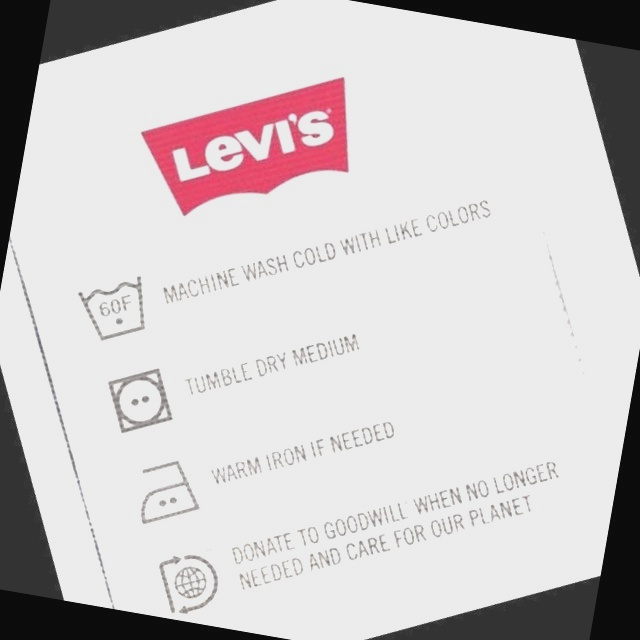 LEVI'S
MACHINE WASH COLD WITH LIKE COLORS
60F
TUMBLE DRY MEDIUM
WARM IRON IF NEEDED
DONATE TO GOODWILL WHEN NO LONGER
NEEDED AND CARE FOR OUR PLANET